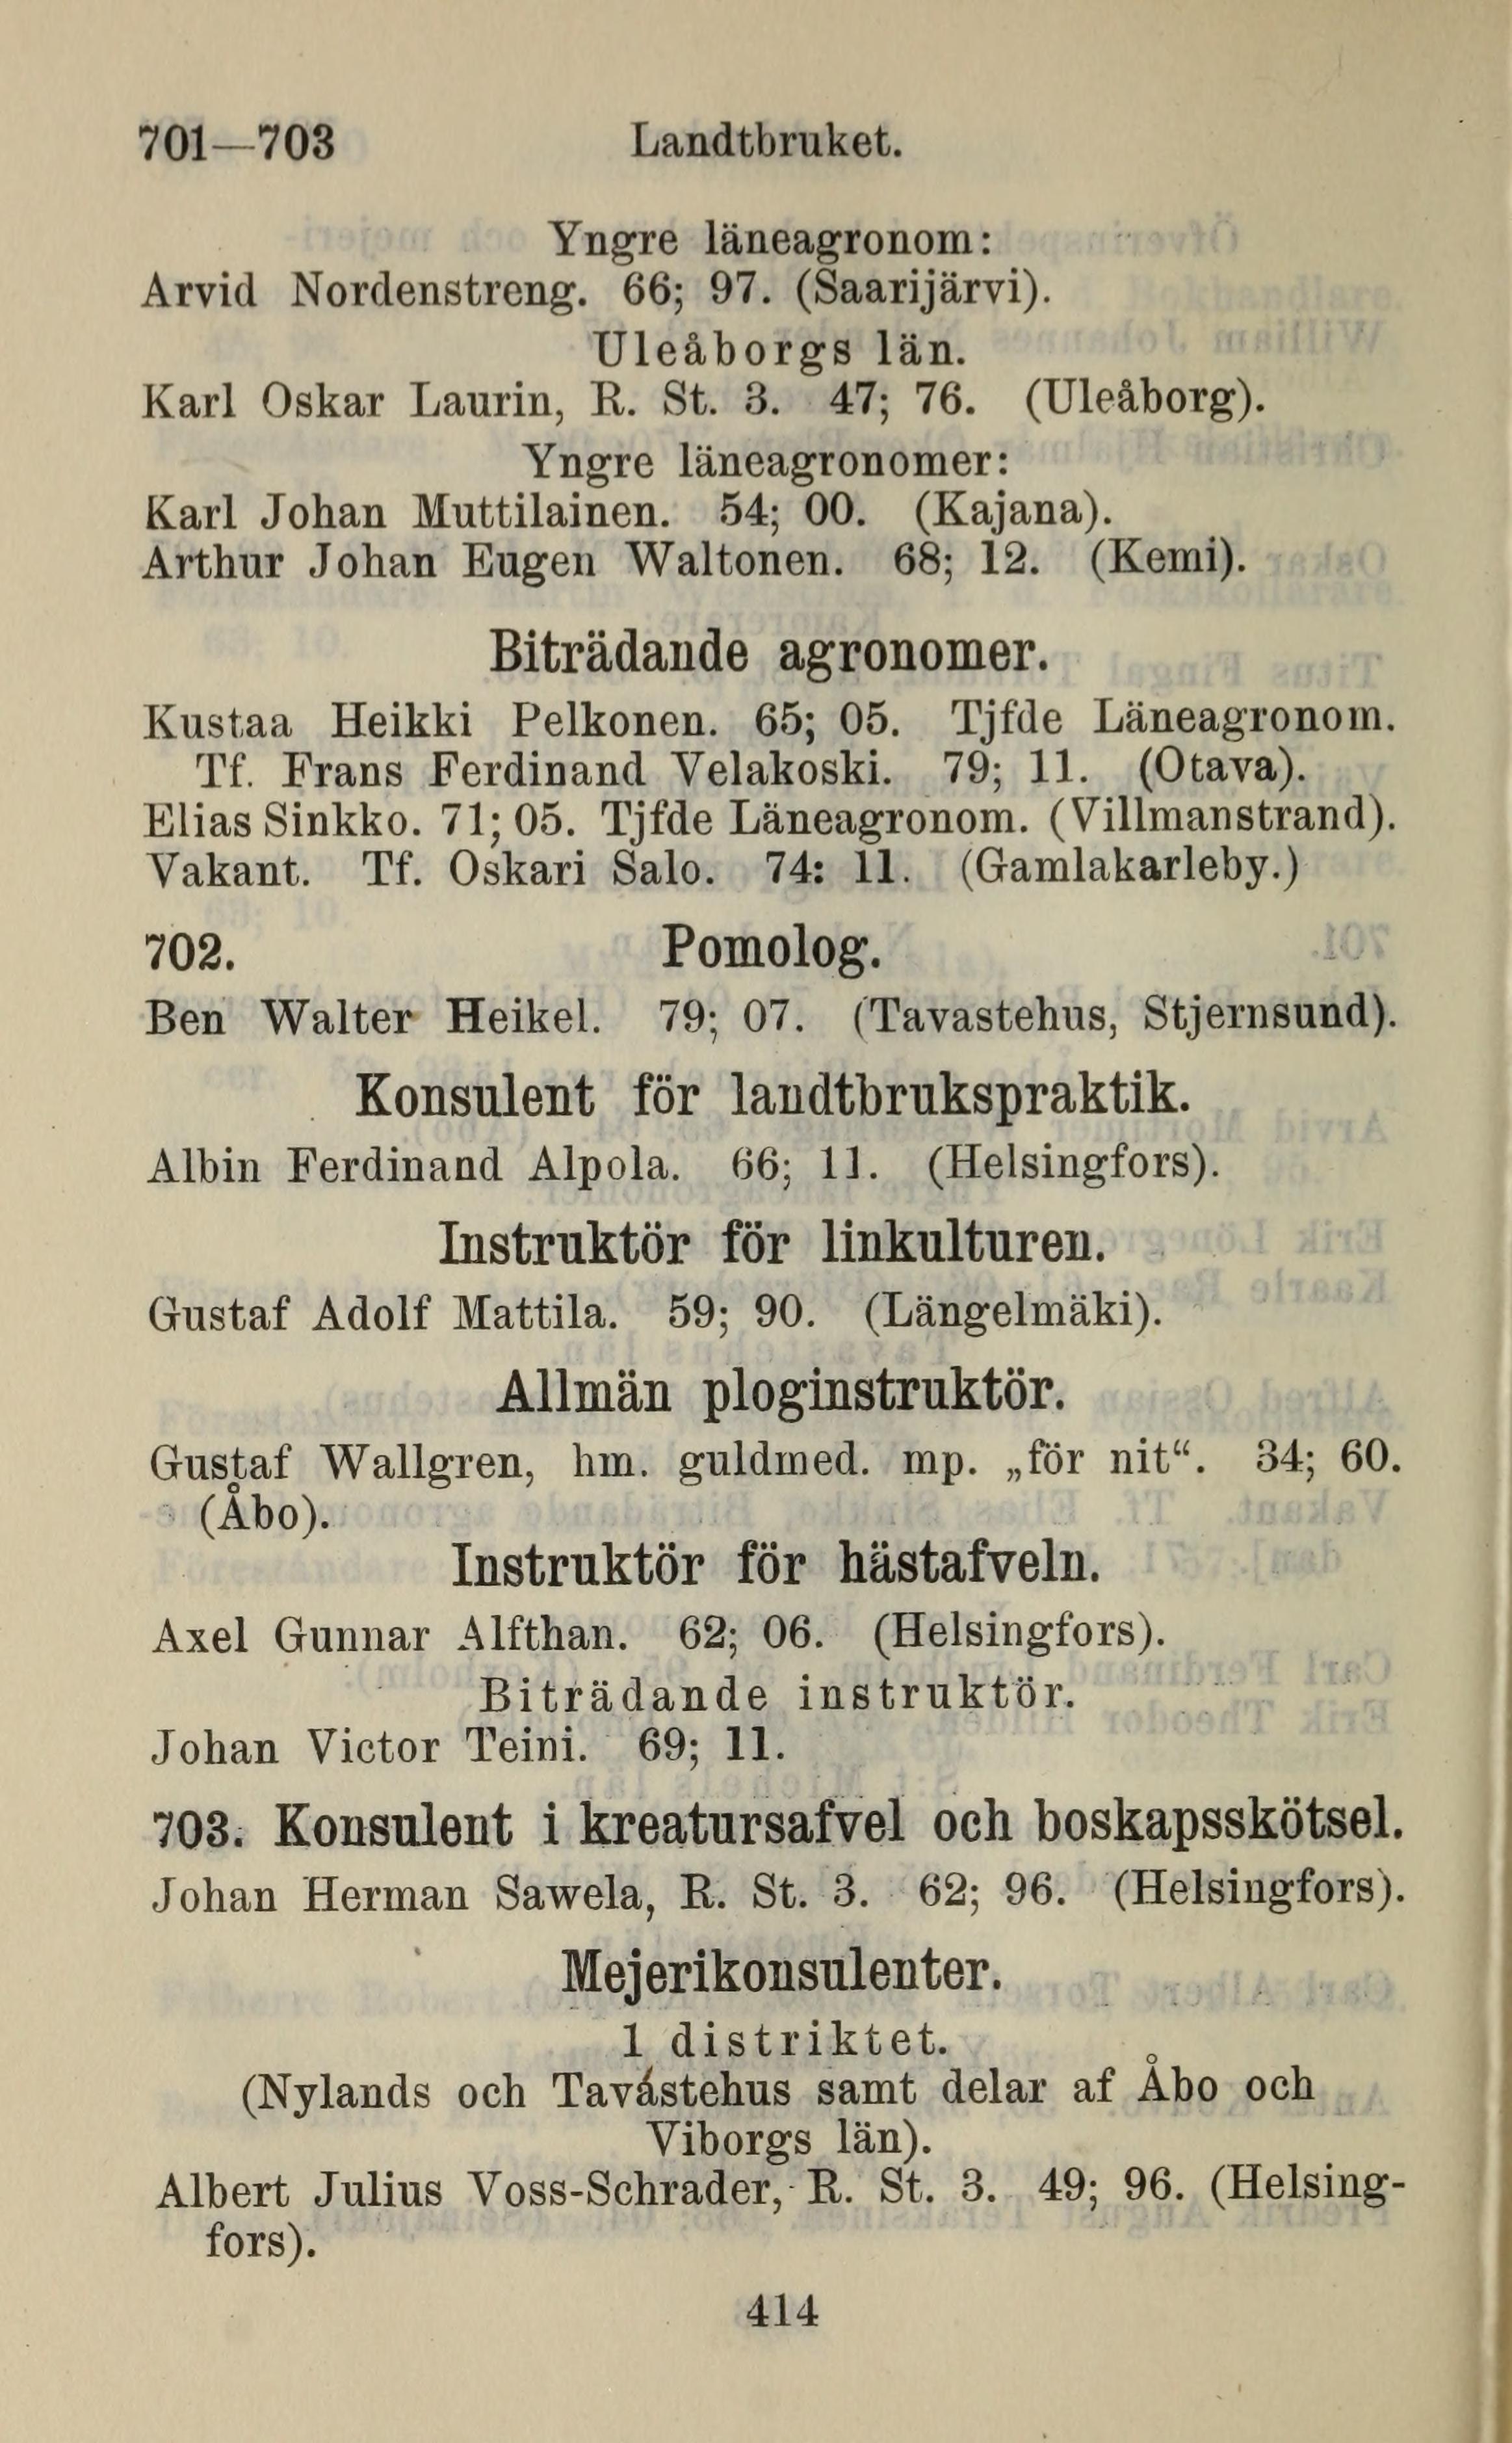 701—703 Landtbruket.
Yngre läneagronom:
Arvid Nordenstreng. 66; 97. (Saarijärvi).
Uleåborgs län.
Karl Oskar Laurin, R. St. 3. 47; 76. (Uleåborg).
Yngre läneagronomer:
Karl Johan Muttilainen. 54; 00. (Kajana).
Arthur Johan Eugen Waltonen. 68; 12. (Kemi).
Biträdande agronomer.
Kustaa Heikki Pelkonen. 65; 05. Tjfde Läneagronom.
Tf. Frans Ferdinand Velakoski. 79; 11. (Otava).
Elias Sinkko. 71; 05. Tjfde Läneagronom. (Villmanstrand).
Vakant. Tf. Oskari Salo. 74: 11. (Gamlakarleby.)
702. Pomolog.
Ben Walter Heikel. 79; 07. (Tavastehus, Stjernsund).
Konsulent för landtbrukspraktik.
Albin Ferdinand Alpola. 66; 11. (Helsingfors).
Instruktör för linkulturen.
Gustaf Adolf Mattila. 59; 90. (Längelmäki).
Allmän ploginstruktör.
Gustaf Wallgren, hm. guldmed. mp. „för nit“. 34; 60.
(Åbo).
Instruktör för hästafveln.
Axel Gunnar Alfthan. 62; 06. (Helsingfors).
Biträdande instruktör.
Johan Victor Teini. 69; 11.
703. Konsulent i kreatursafvel och boskapsskötsel.
Johan Herman Sawela, R. St. 3. 62; 96. (Helsingfors).
Mejerikonsulenter.
1 distriktet.
(Nylands och Tavástehus samt delar af Åbo och
Viborgs län).
Albert Julius Voss-Schrader, R. St. 3. 49; 96. (Helsing-
fors).
414